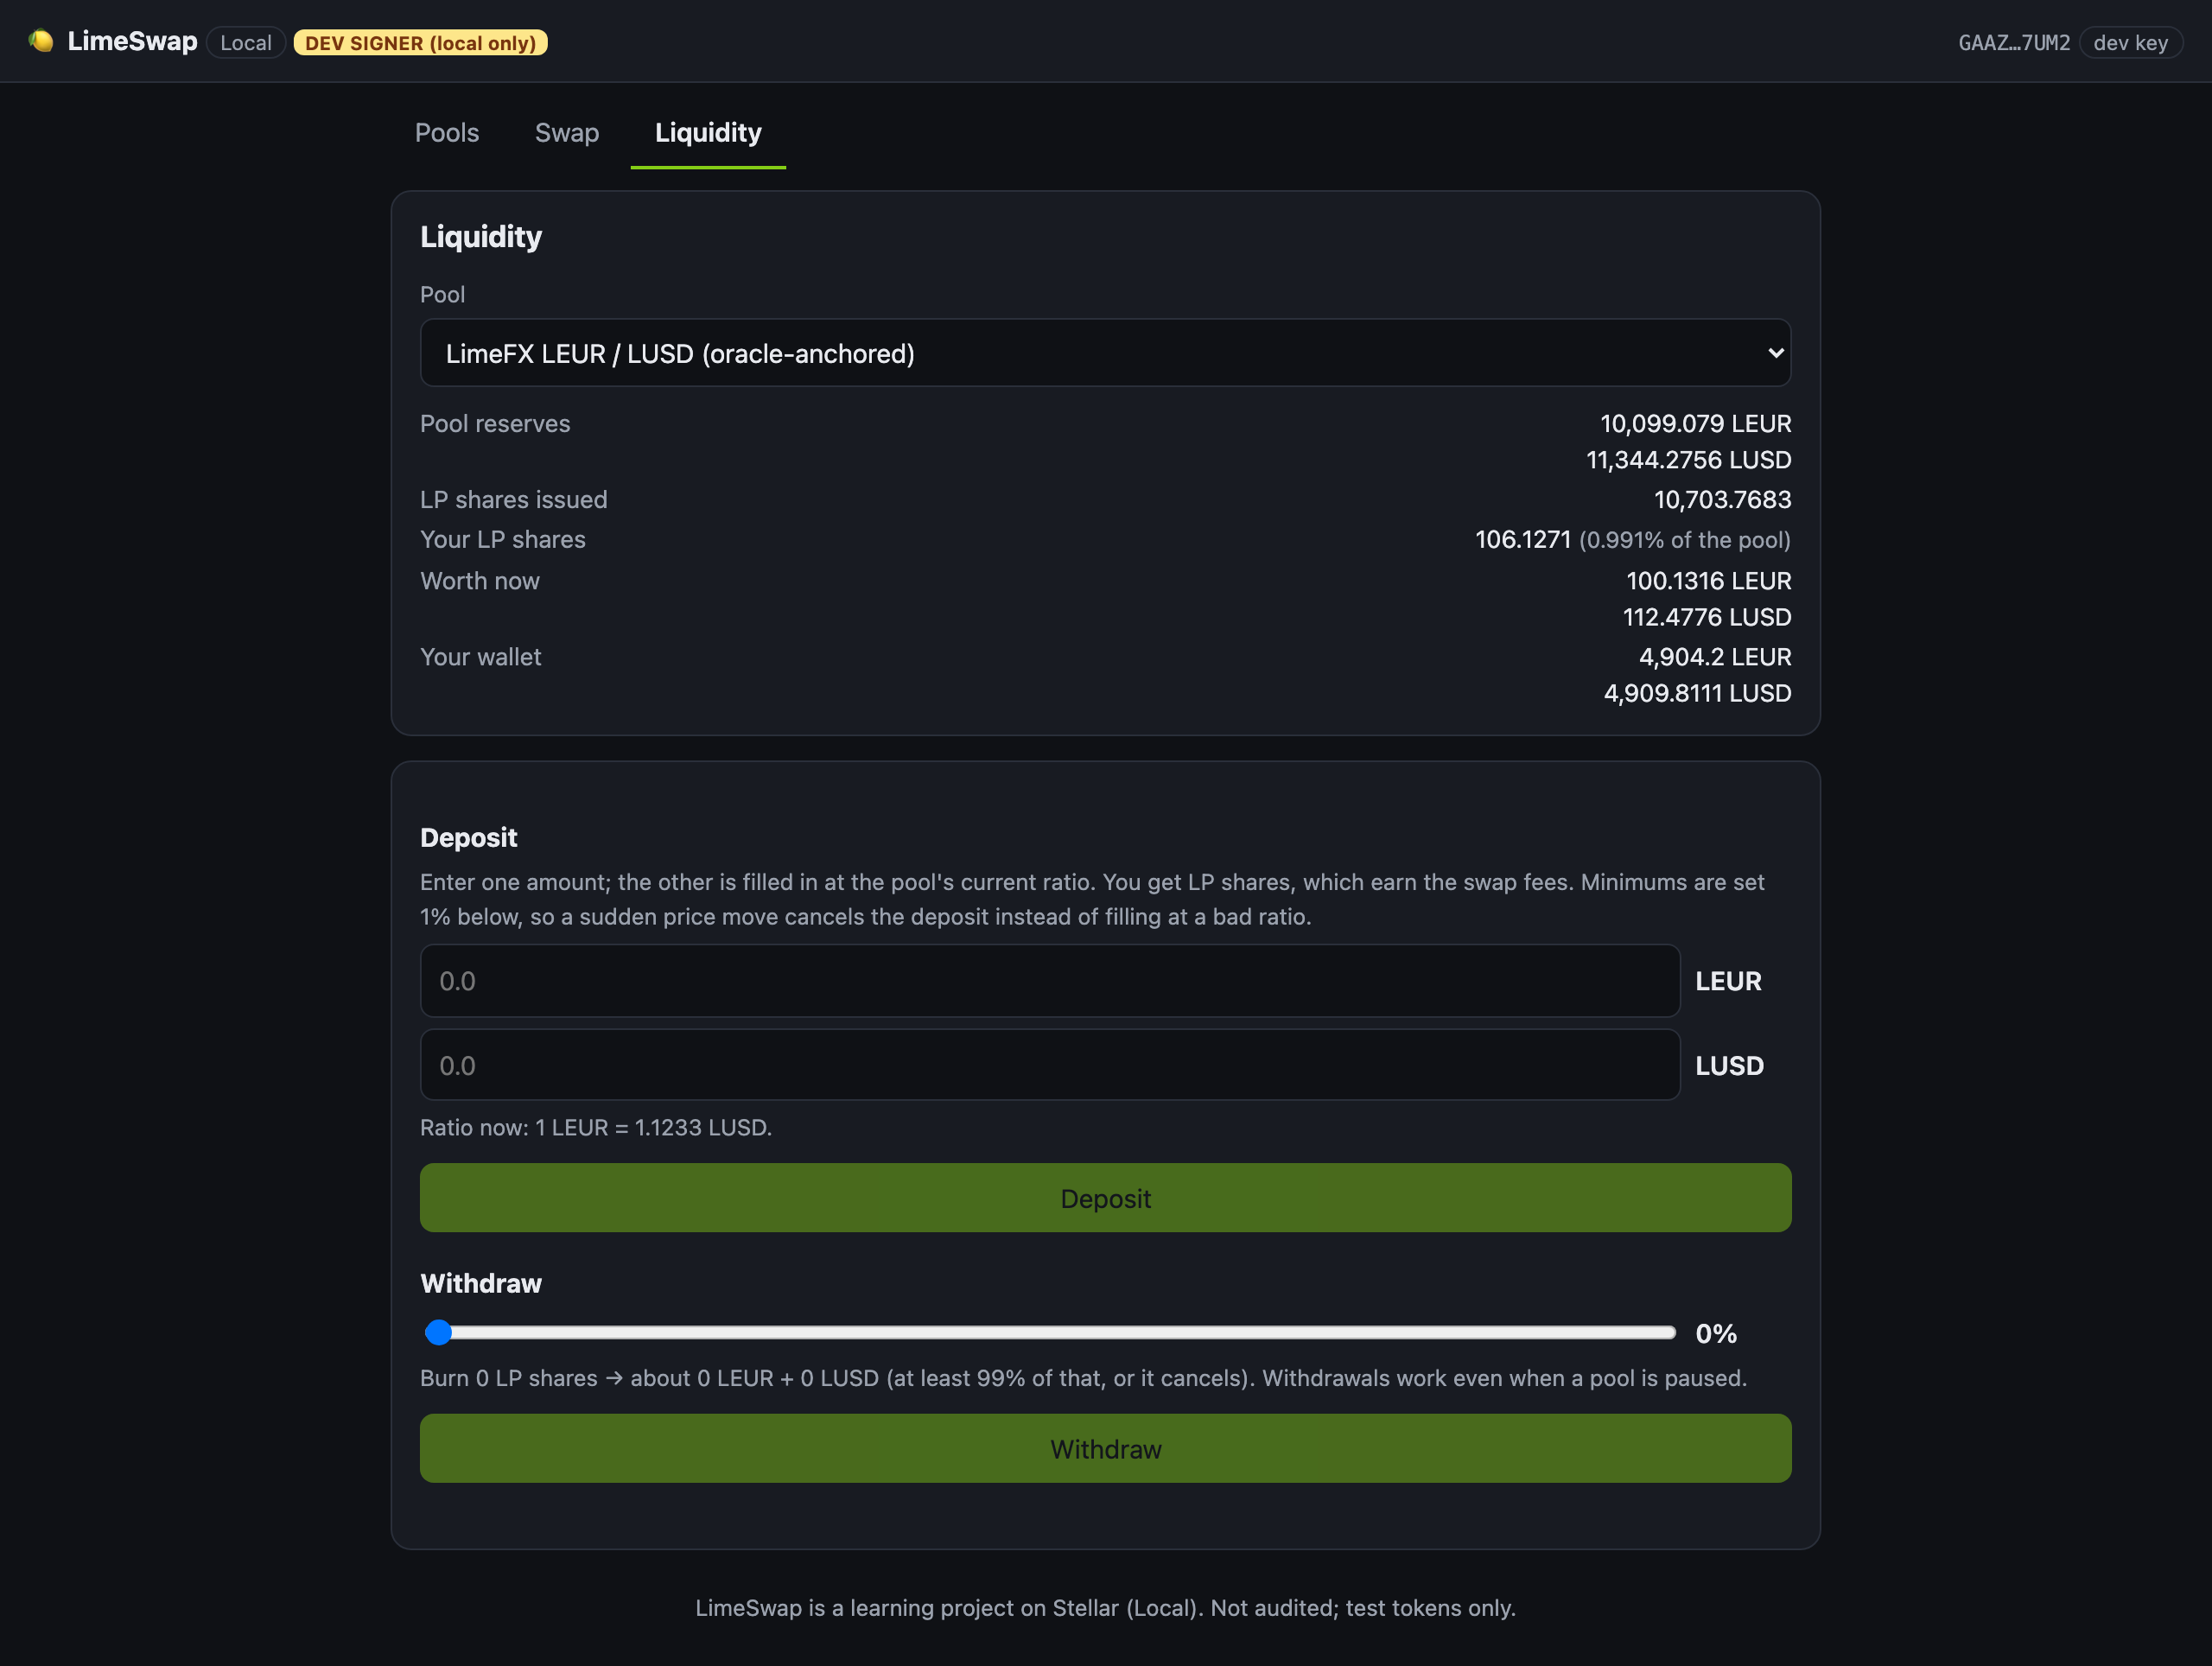 LimeSwap Local DEV SIGNER (local only) GAAZ…7UM2 dev key
Pools Swap Liquidity
Liquidity
Pool
LimeFX LEUR / LUSD (oracle-anchored)
Pool reserves 10,099.079 LEUR
11,344.2756 LUSD
LP shares issued 10,703.7683
Your LP shares 106.1271 (0.991% of the pool)
Worth now 100.1316 LEUR
112.4776 LUSD
Your wallet 4,904.2 LEUR
4,909.8111 LUSD
Deposit
Enter one amount; the other is filled in at the pool's current ratio. You get LP shares, which earn the swap fees. Minimums are set
1% below, so a sudden price move cancels the deposit instead of filling at a bad ratio.
0.0 LEUR
0.0 LUSD
Ratio now: 1 LEUR = 1.1233 LUSD.
Deposit
Withdraw
0%
Burn 0 LP shares → about 0 LEUR + 0 LUSD (at least 99% of that, or it cancels). Withdrawals work even when a pool is paused.
Withdraw
LimeSwap is a learning project on Stellar (Local). Not audited; test tokens only.